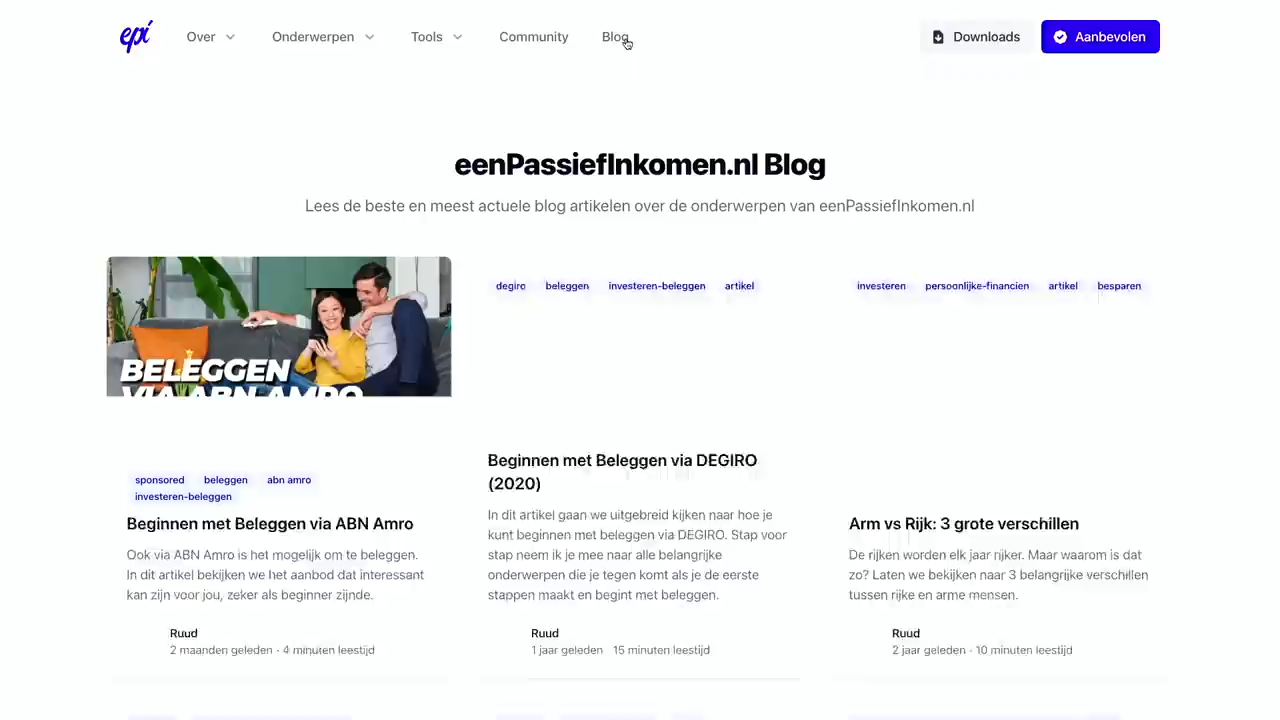 epi
Over
Onderwerpen
Tools
Community
Blog
Downloads
Aanbevolen
eenPassiefInkomen.nl Blog
Lees de beste en meest actuele blog artikelen over de onderwerpen van eenPassiefInkomen.nl
BELEGGEN
VIA ABN AMRO
sponsored beleggen abn amro
investeren-beleggen
Beginnen met Beleggen via ABN Amro
Ook via ABN Amro is het mogelijk om te beleggen.
In dit artikel bekijken we het aanbod dat interessant
kan zijn voor jou, zeker als beginner zijnde.
Ruud
2 maanden geleden · 4 minuten leestijd
degiro beleggen investeren-beleggen artikel
Beginnen met Beleggen via DEGIRO
(2020)
In dit artikel gaan we uitgebreid kijken naar hoe je
kunt beginnen met beleggen via DEGIRO. Stap voor
stap neem ik je mee naar alle belangrijke
onderwerpen die je tegen komt als je de eerste
stappen maakt en begint met beleggen.
Ruud
1 jaar geleden 15 minuten leestijd
investeren persoonlijke-financien artikel besparen
Arm vs Rijk: 3 grote verschillen
De rijken worden elk jaar rijker. Maar waarom is dat
zo? Laten we bekijken naar 3 belangrijke verschillen
tussen rijke en arme mensen.
Ruud
2 jaar geleden · 10 minuten leestijd